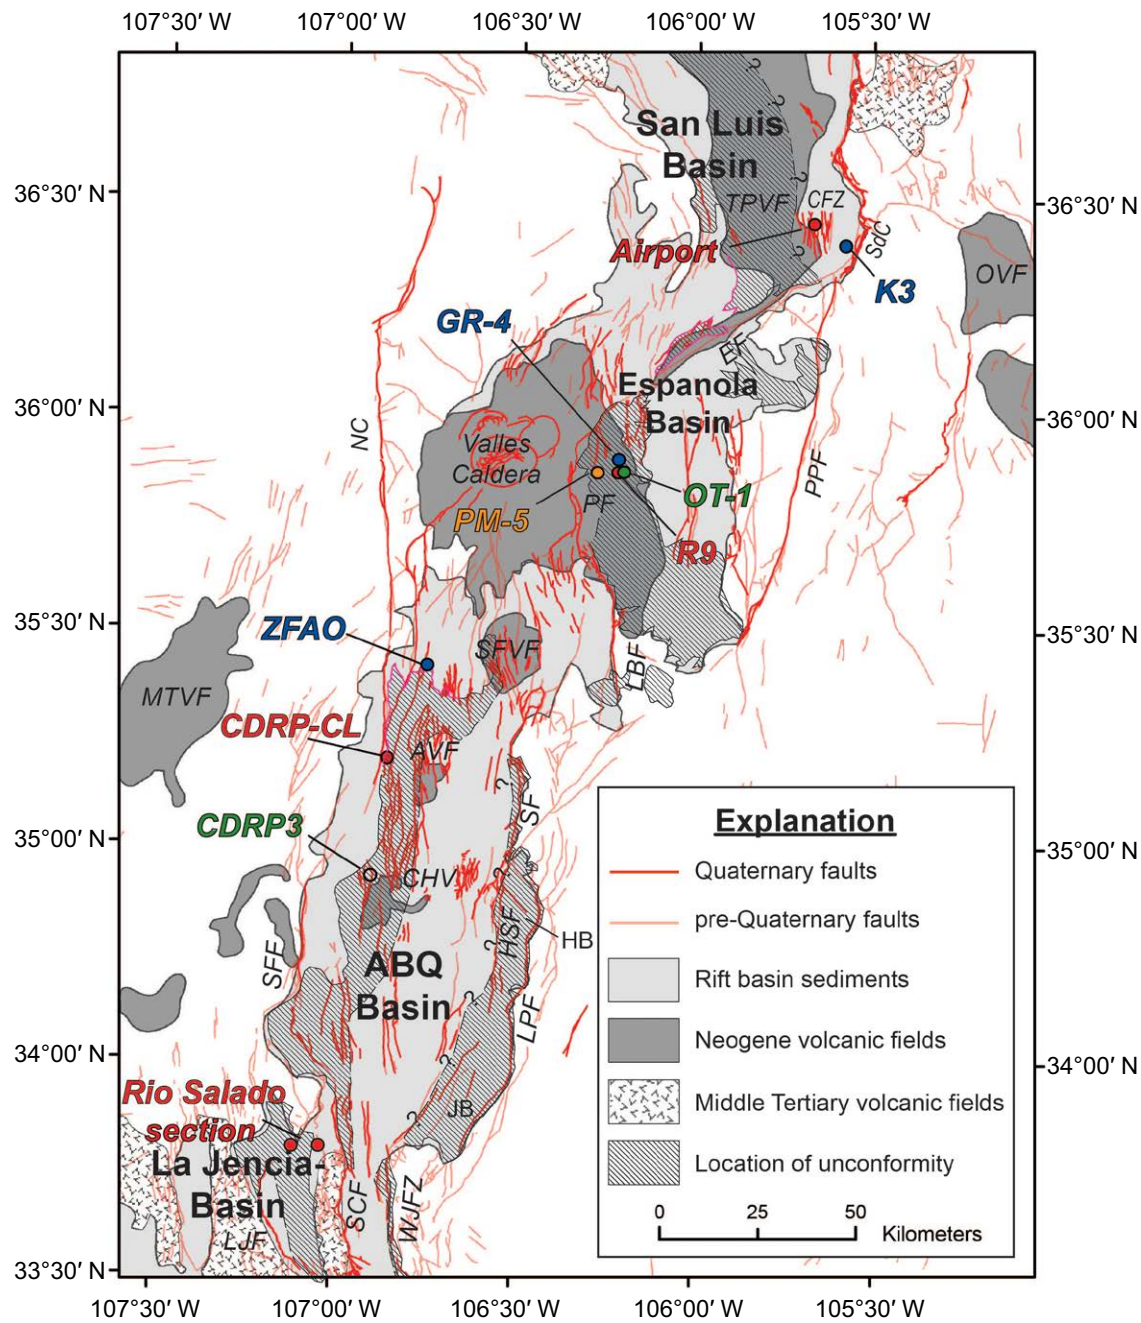 107°30′ W
107°00′ W
106°30′ W
106°00′ W
105°30′ W
San Luis
Basin
36°30′ N
36°30′ N
TPVF
CFZ
SdC
Airport
OVF
K3
GR-4
EF
Espanola
Basin
36°00′ N
36°00′ N
NC
Valles
Caldera
PPF
PF
OT-1
PM-5
R9
35°30′ N
35°30′ N
ZFAO
SFVF
LBF
MTVF
CDRP-CL
AVF
SF
Explanation
35°00′ N
35°00′ N
CDRP3
CHV
Quaternary faults
pre-Quaternary faults
HSF
HB
SFF
ABQ
Basin
Rift basin sediments
LPF
Neogene volcanic fields
34°00′ N
34°00′ N
Rio Salado
section
JB
Middle Tertiary volcanic fields
La Jencia-
Basin
Location of unconformity
SCF
WJFZ
LJF
0 25 50
Kilometers
33°30′ N
107°30′ W
107°00′ W
106°30′ W
106°00′ W
105°30′ W
? ? ? ? ? ? ? ? ?